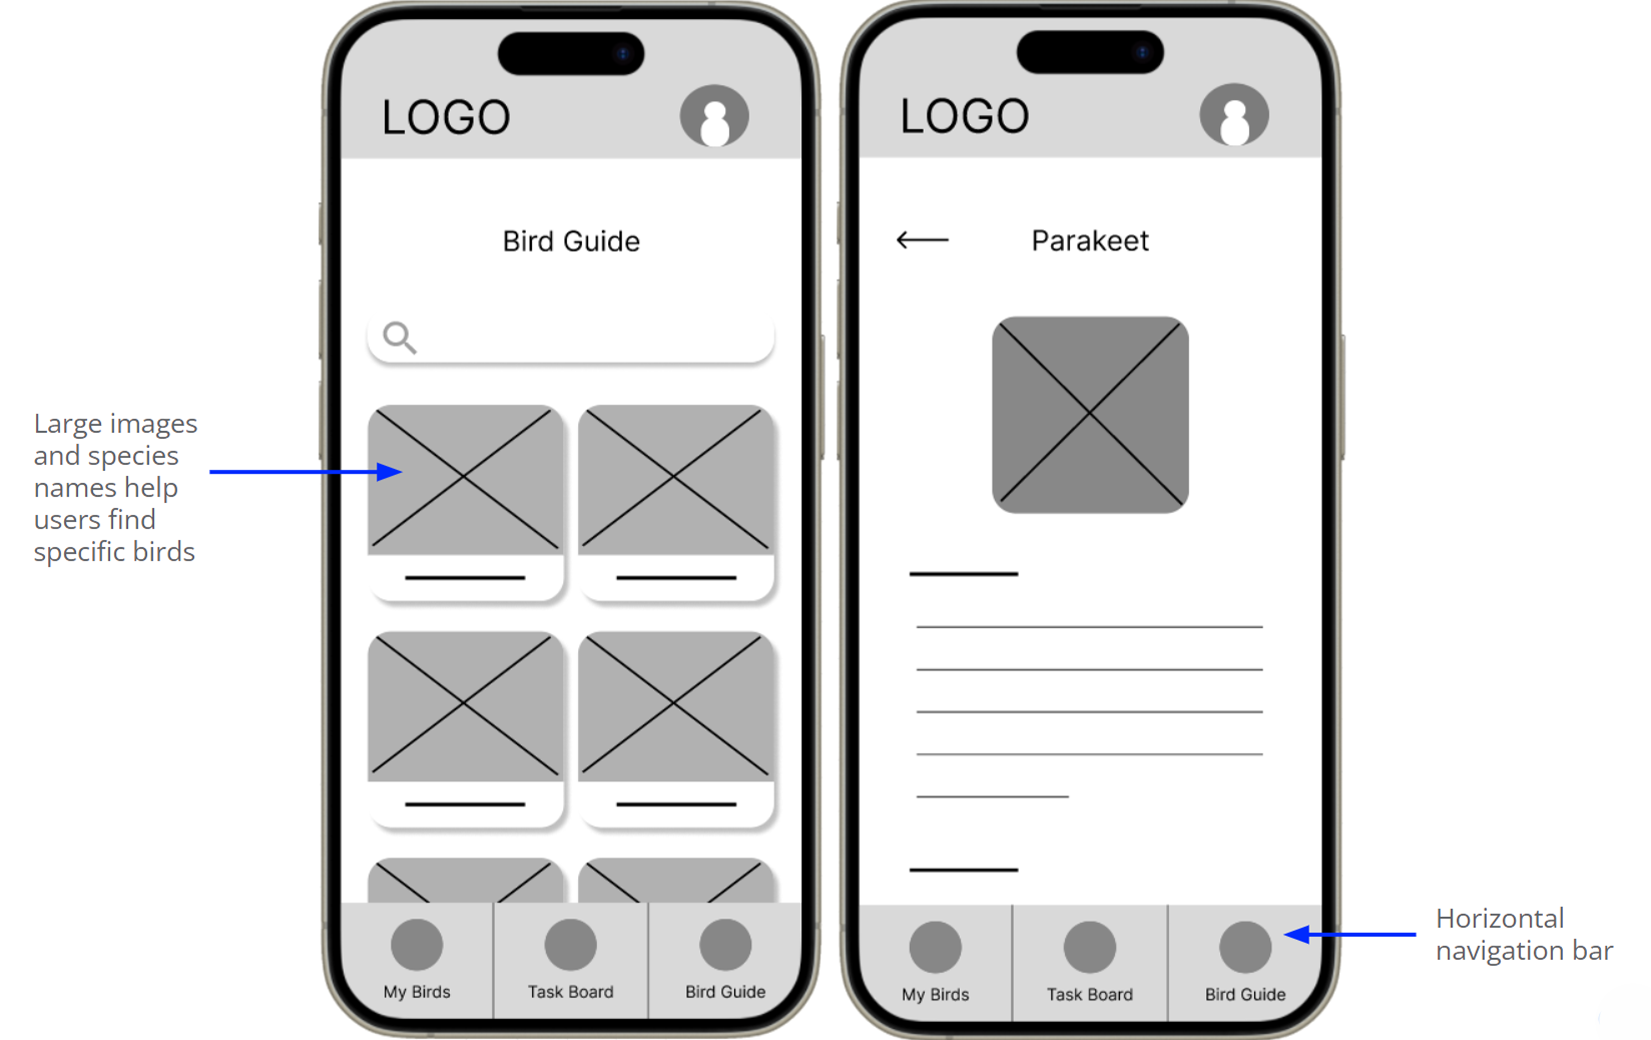 LOGO
Bird Guide
Large images
and species
names help
users find
specific birds
My Birds
Task Board
Bird Guide
LOGO
Parakeet
My Birds
Task Board
Bird Guide
Horizontal
navigation bar